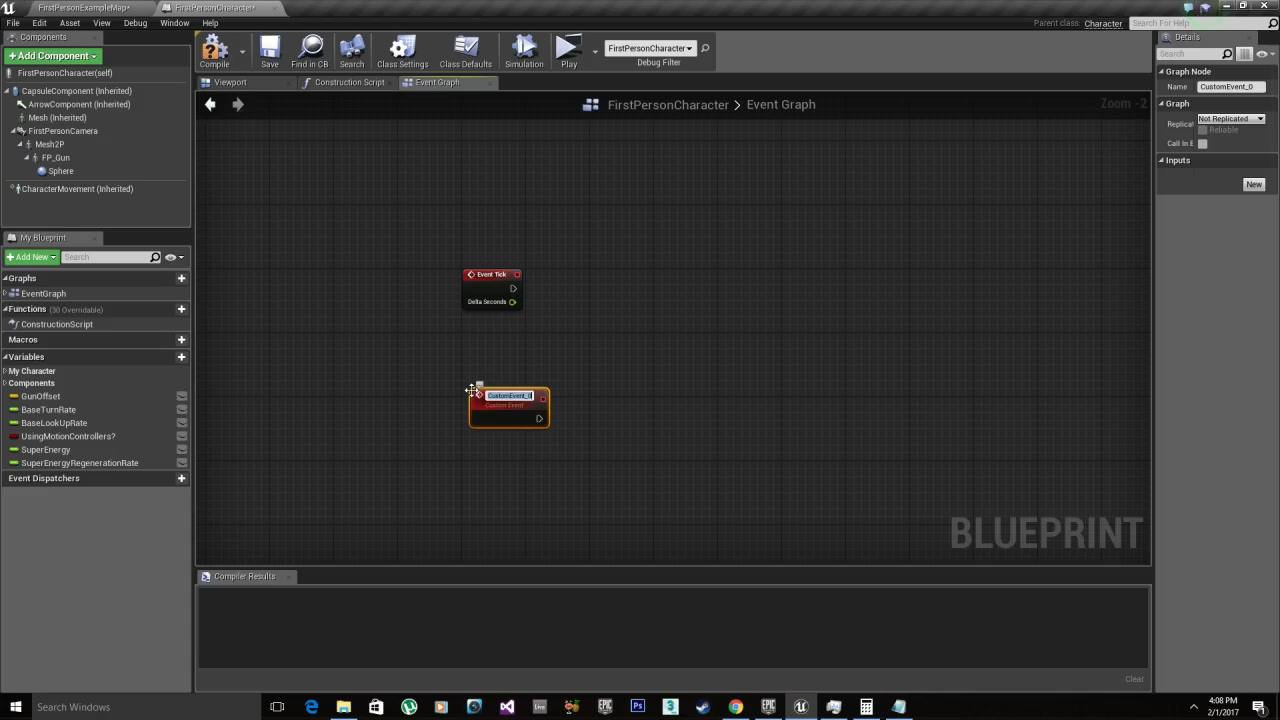 FirstPersonExampleMap*
FirstPersonCharacter*
File Edit Asset View Debug Window Help
Parent class: Character
Search For Help
Components
+Add Component
FirstPersonCharacter(self)
CapsuleComponent (Inherited)
ArrowComponent (Inherited)
Mesh (Inherited)
FirstPersonCamera
Mesh2P
FP_Gun
Sphere
CharacterMovement (Inherited)
My Blueprint
+Add New
Search
Graphs
EventGraph
Functions (30 Overridable)
ConstructionScript
Macros
Variables
My Character
Components
GunOffset
BaseTurnRate
BaseLookUpRate
UsingMotionControllers?
SuperEnergy
SuperEnergyRegenerationRate
Event Dispatchers
Compile
Save
Find in CB
Search
Class Settings
Class Defaults
Simulation
Play
FirstPersonCharacter
Debug Filter
Viewport
Construction Script
Event Graph
FirstPersonCharacter > Event Graph
Zoom -2
Event Tick
Delta Seconds
CustomEvent_0
Custom Event
BLUEPRINT
Compiler Results
Clear
Details
Search
Graph Node
Name CustomEvent_0
Graph
Replicat Not Replicated
Reliable
Call In E
Inputs
New
Search Windows
4:08 PM
2/1/2017